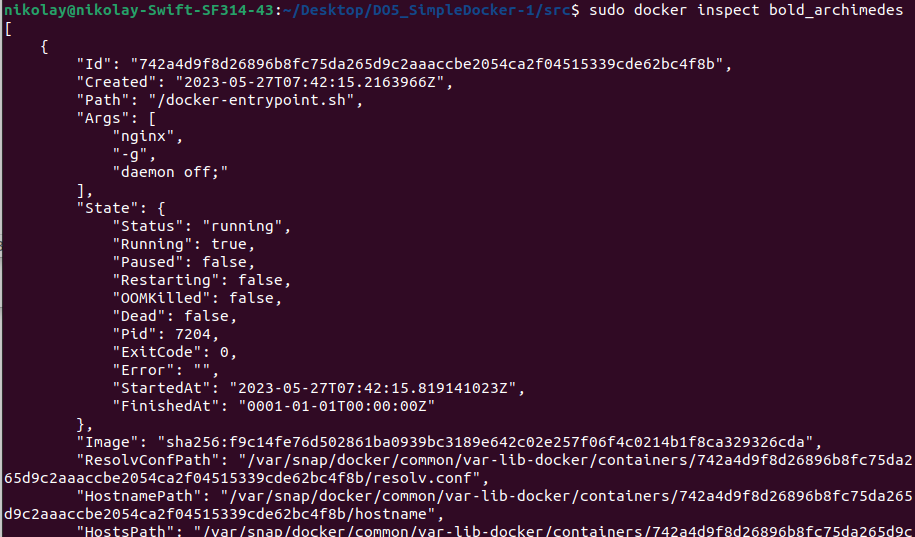 nikolay@nikolay-Swift-SF314-43:~/Desktop/DO5_SimpleDocker-1/src$ sudo docker inspect bold_archimedes
[
    {
        "Id": "742a4d9f8d26896b8fc75da265d9c2aaaccbe2054ca2f04515339cde62bc4f8b",
        "Created": "2023-05-27T07:42:15.2163966Z",
        "Path": "/docker-entrypoint.sh",
        "Args": [
            "nginx",
            "-g",
            "daemon off;"
        ],
        "State": {
            "Status": "running",
            "Running": true,
            "Paused": false,
            "Restarting": false,
            "OOMKilled": false,
            "Dead": false,
            "Pid": 7204,
            "ExitCode": 0,
            "Error": "",
            "StartedAt": "2023-05-27T07:42:15.819141023Z",
            "FinishedAt": "0001-01-01T00:00:00Z"
        },
        "Image": "sha256:f9c14fe76d502861ba0939bc3189e642c02e257f06f4c0214b1f8ca329326cda",
        "ResolvConfPath": "/var/snap/docker/common/var-lib-docker/containers/742a4d9f8d26896b8fc75da2
65d9c2aaaccbe2054ca2f04515339cde62bc4f8b/resolv.conf",
        "HostnamePath": "/var/snap/docker/common/var-lib-docker/containers/742a4d9f8d26896b8fc75da265
d9c2aaaccbe2054ca2f04515339cde62bc4f8b/hostname",
        "HostsPath": "/var/snap/docker/common/var-lib-docker/containers/742a4d9f8d26896b8fc75da265d9c